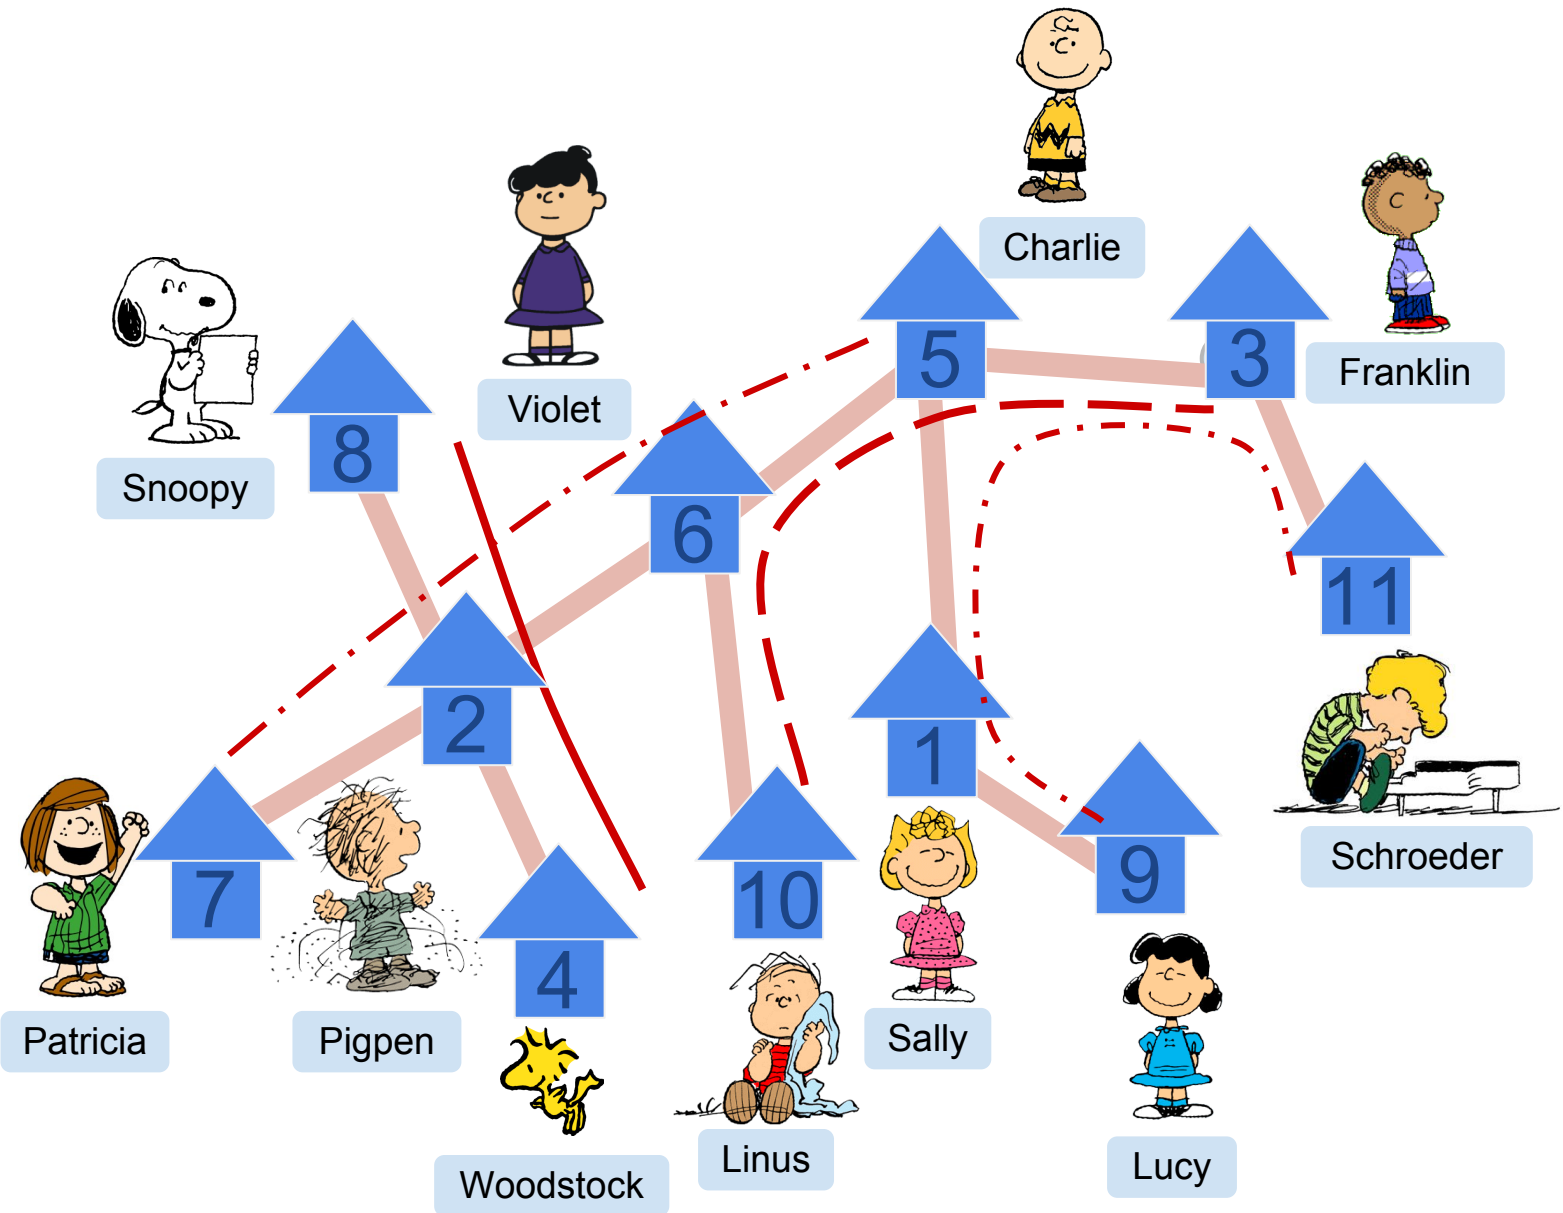 Charlie
Franklin
5
3
Violet
8
Snoopy
6
11
2
1
Schroeder
9
7
10
4
Patricia
Pigpen
Sally
Linus
Lucy
Woodstock